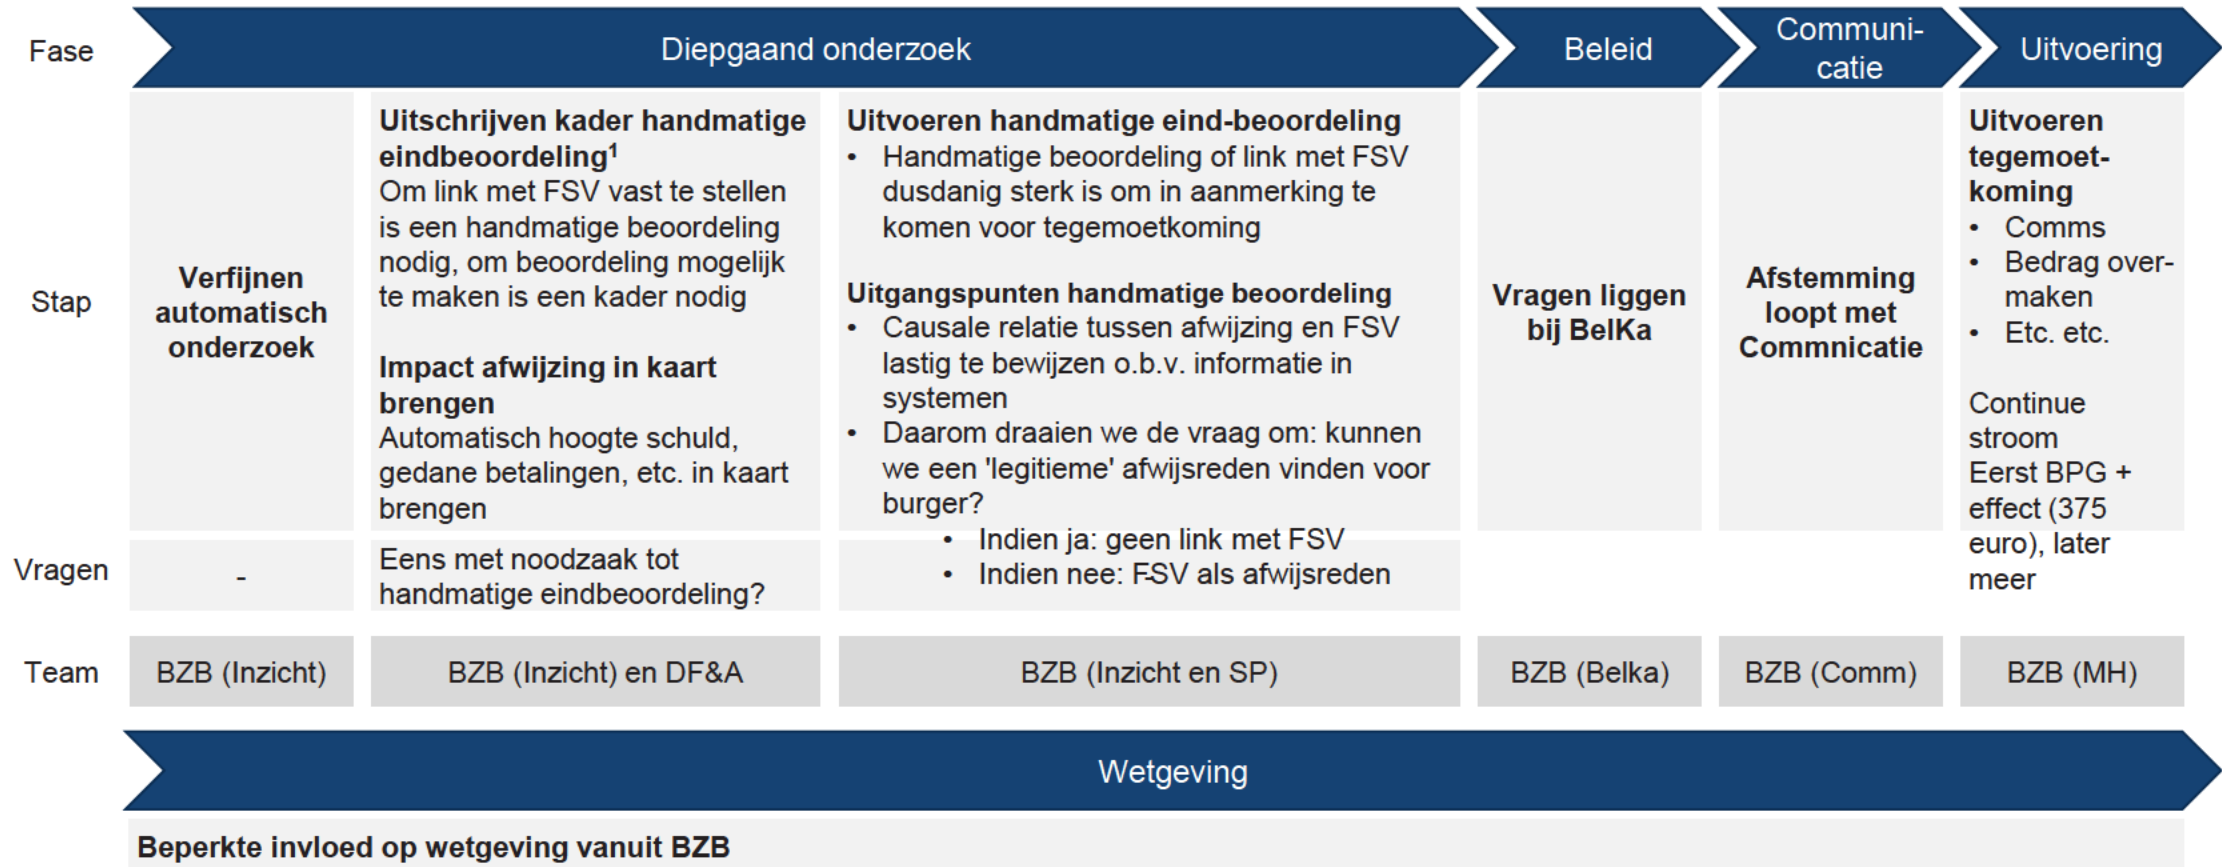 Fase
Diepgaand onderzoek
Beleid
Communi-
catie
Uitvoering
Stap
Verfijnen
automatisch
onderzoek
Uitschrijven kader handmatige
eindbeoordeling¹
Om link met FSV vast te stellen
is een handmatige beoordeling
nodig, om beoordeling mogelijk
te maken is een kader nodig
Impact afwijzing in kaart
brengen
Automatisch hoogte schuld,
gedane betalingen, etc. in kaart
brengen
Uitvoeren handmatige eind-beoordeling
• Handmatige beoordeling of link met FSV
dusdanig sterk is om in aanmerking te
komen voor tegemoetkoming
Uitgangspunten handmatige beoordeling
• Causale relatie tussen afwijzing en FSV
lastig te bewijzen o.b.v. informatie in
systemen
• Daarom draaien we de vraag om: kunnen
we een 'legitieme' afwijsreden vinden voor
burger?
• Indien ja: geen link met FSV
• Indien nee: FSV als afwijsreden
Vragen liggen
bij BelKa
Afstemming
loopt met
Commnicatie
Uitvoeren
tegemoet-
koming
• Comms
• Bedrag over-
maken
• Etc. etc.
Continue
stroom
Eerst BPG +
effect (375
euro), later
meer
Vragen
-
Eens met noodzaak tot
handmatige eindbeoordeling?
-
Team
BZB (Inzicht)
BZB (Inzicht) en DF&A
BZB (Inzicht en SP)
BZB (Belka)
BZB (Comm)
BZB (MH)
Wetgeving
Beperkte invloed op wetgeving vanuit BZB